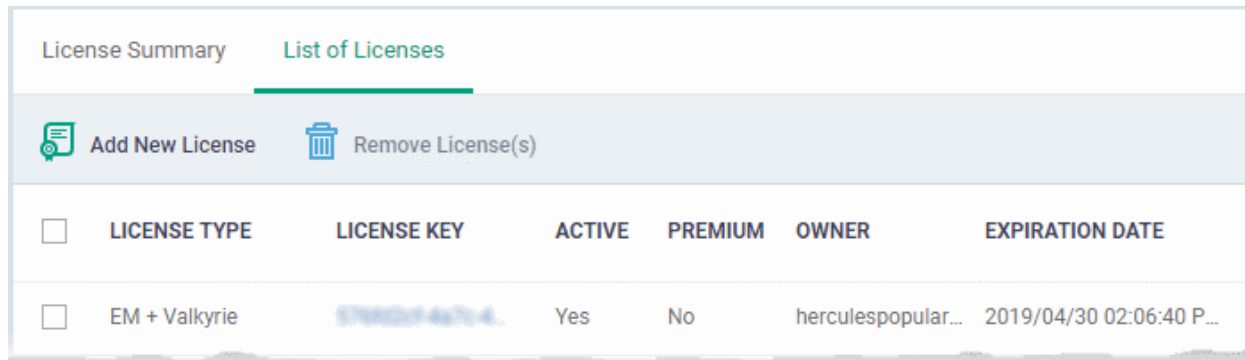 License Summary List of Licenses
Add New License Remove License(s)
LICENSE TYPE LICENSE KEY ACTIVE PREMIUM OWNER EXPIRATION DATE
EM + Valkyrie Yes No herculespopular... 2019/04/30 02:06:40 P...